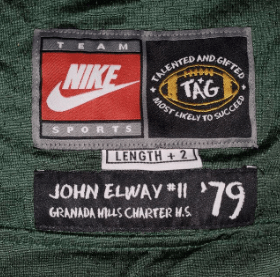 TEAM
NIKE
SPORTS
TALENTED AND GIFTED
TAG
MOST LIKELY TO SUCCEED
LENGTH + 2
JOHN ELWAY #11 '79
GRANADA HILLS CHARTER H.S.